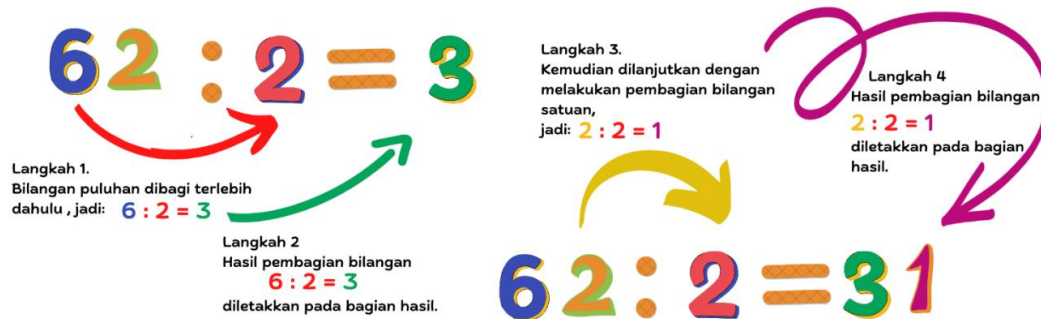 62 : 2 = 3
Langkah 1.
Bilangan puluhan dibagi terlebih
dahulu , jadi: 6 : 2 = 3
Langkah 2
Hasil pembagian bilangan
6 : 2 = 3
diletakkan pada bagian hasil.
Langkah 3.
Kemudian dilanjutkan dengan
melakukan pembagian bilangan
satuan,
jadi: 2 : 2 = 1
Langkah 4
Hasil pembagian bilangan
2 : 2 = 1
diletakkan pada bagian
hasil.
62 : 2 = 31